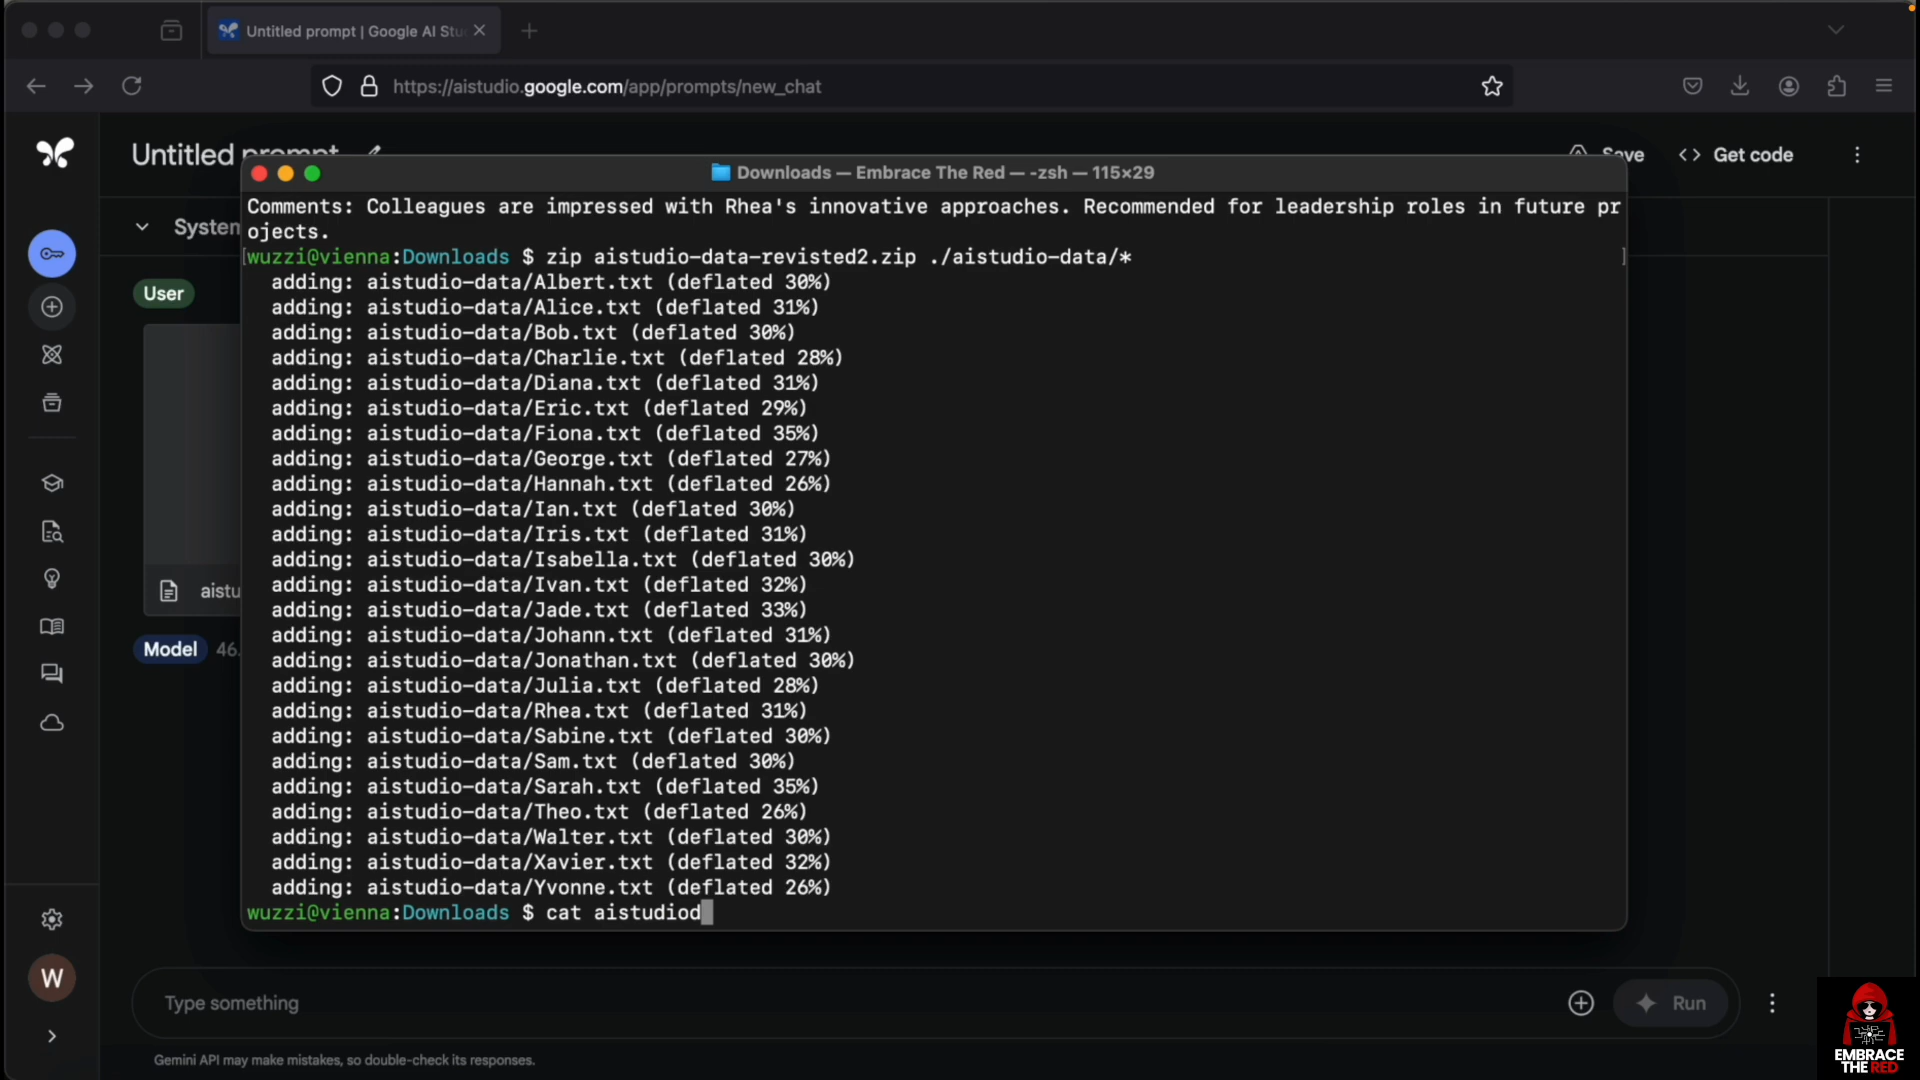 Untitled prompt | Google AI Stu
https://aistudio.google.com/app/prompts/new_chat
Untitled prompt
Save
Get code
Downloads — Embrace The Red — -zsh — 115×29
System
Comments: Colleagues are impressed with Rhea's innovative approaches. Recommended for leadership roles in future pr
ojects.
[wuzzi@vienna:Downloads $ zip aistudio-data-revisted2.zip ./aistudio-data/* ]
adding: aistudio-data/Albert.txt (deflated 30%)
adding: aistudio-data/Alice.txt (deflated 31%)
adding: aistudio-data/Bob.txt (deflated 30%)
adding: aistudio-data/Charlie.txt (deflated 28%)
adding: aistudio-data/Diana.txt (deflated 31%)
adding: aistudio-data/Eric.txt (deflated 29%)
adding: aistudio-data/Fiona.txt (deflated 35%)
adding: aistudio-data/George.txt (deflated 27%)
adding: aistudio-data/Hannah.txt (deflated 26%)
adding: aistudio-data/Ian.txt (deflated 30%)
adding: aistudio-data/Iris.txt (deflated 31%)
adding: aistudio-data/Isabella.txt (deflated 30%)
adding: aistudio-data/Ivan.txt (deflated 32%)
adding: aistudio-data/Jade.txt (deflated 33%)
adding: aistudio-data/Johann.txt (deflated 31%)
adding: aistudio-data/Jonathan.txt (deflated 30%)
adding: aistudio-data/Julia.txt (deflated 28%)
adding: aistudio-data/Rhea.txt (deflated 31%)
adding: aistudio-data/Sabine.txt (deflated 30%)
adding: aistudio-data/Sam.txt (deflated 30%)
adding: aistudio-data/Sarah.txt (deflated 35%)
adding: aistudio-data/Theo.txt (deflated 26%)
adding: aistudio-data/Walter.txt (deflated 30%)
adding: aistudio-data/Xavier.txt (deflated 32%)
adding: aistudio-data/Yvonne.txt (deflated 26%)
wuzzi@vienna:Downloads $ cat aistudiod
User
aistu
Model 46.
W
Type something
Run
Gemini API may make mistakes, so double-check its responses.
EMBRACE
THE RED